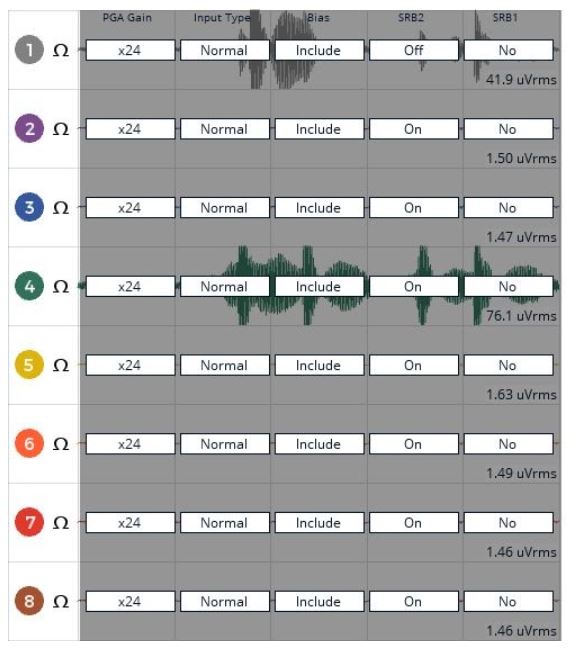 PGA Gain Input Type Bias SRB2 SRB1
1 Ω x24 Normal Include Off No
41.9 uVrms
2 Ω x24 Normal Include On No
1.50 uVrms
3 Ω x24 Normal Include On No
1.47 uVrms
4 Ω x24 Normal Include On No
76.1 uVrms
5 Ω x24 Normal Include On No
1.63 uVrms
6 Ω x24 Normal Include On No
1.49 uVrms
7 Ω x24 Normal Include On No
1.46 uVrms
8 Ω x24 Normal Include On No
1.46 uVrms